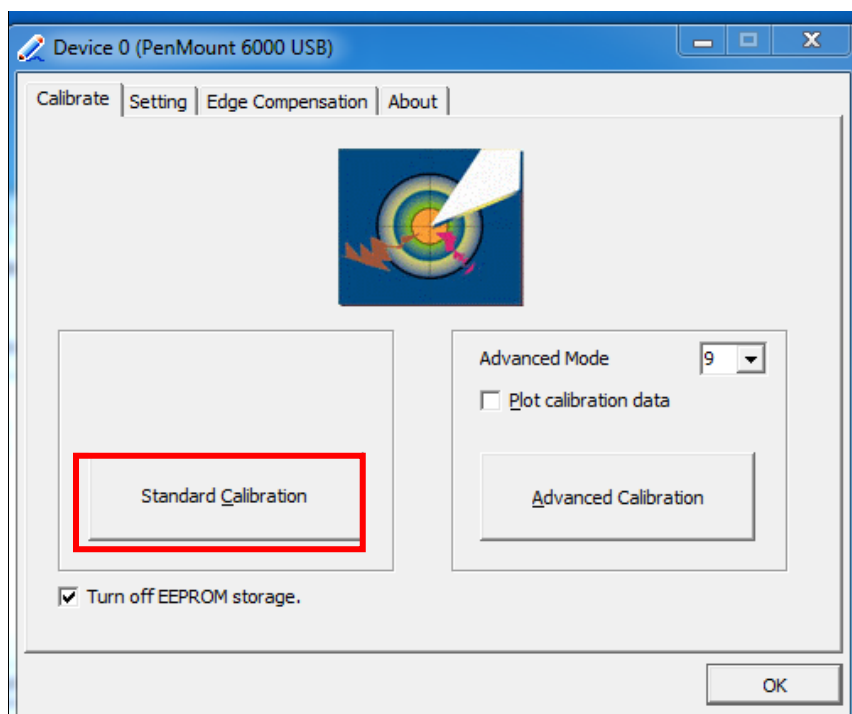 Device 0 (PenMount 6000 USB)
Calibrate Setting Edge Compensation About
Advanced Mode 9
Plot calibration data
Standard Calibration
Advanced Calibration
Turn off EEPROM storage.
OK